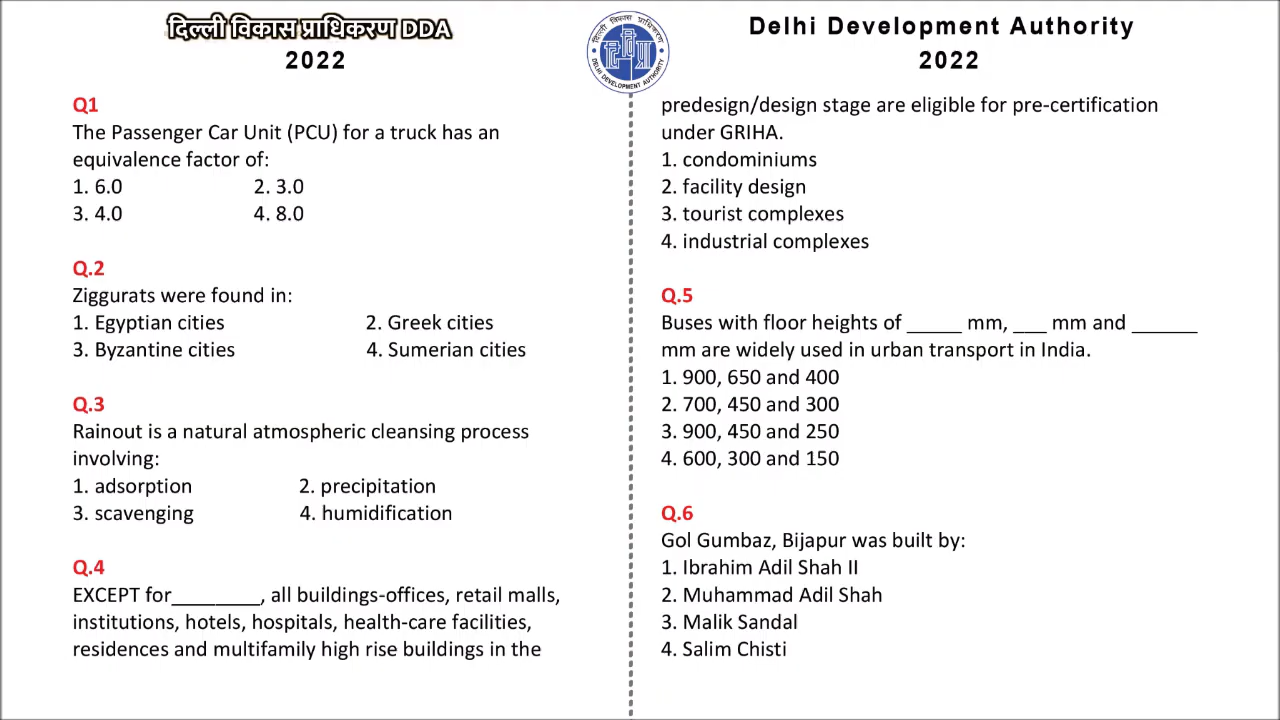 दिल्ली विकास प्राधिकरण DDA
2022
Delhi Development Authority
2022
दिल्ली विकास प्राधिकरण
DELHI DEVELOPMENT AUTHORITY
Q1
The Passenger Car Unit (PCU) for a truck has an
equivalence factor of:
1. 6.0 2. 3.0
3. 4.0 4. 8.0
Q.2
Ziggurats were found in:
1. Egyptian cities 2. Greek cities
3. Byzantine cities 4. Sumerian cities
Q.3
Rainout is a natural atmospheric cleansing process
involving:
1. adsorption 2. precipitation
3. scavenging 4. humidification
Q.4
EXCEPT for________, all buildings-offices, retail malls,
institutions, hotels, hospitals, health-care facilities,
residences and multifamily high rise buildings in the
predesign/design stage are eligible for pre-certification
under GRIHA.
1. condominiums
2. facility design
3. tourist complexes
4. industrial complexes
Q.5
Buses with floor heights of _____ mm, ___ mm and ______
mm are widely used in urban transport in India.
1. 900, 650 and 400
2. 700, 450 and 300
3. 900, 450 and 250
4. 600, 300 and 150
Q.6
Gol Gumbaz, Bijapur was built by:
1. Ibrahim Adil Shah II
2. Muhammad Adil Shah
3. Malik Sandal
4. Salim Chisti